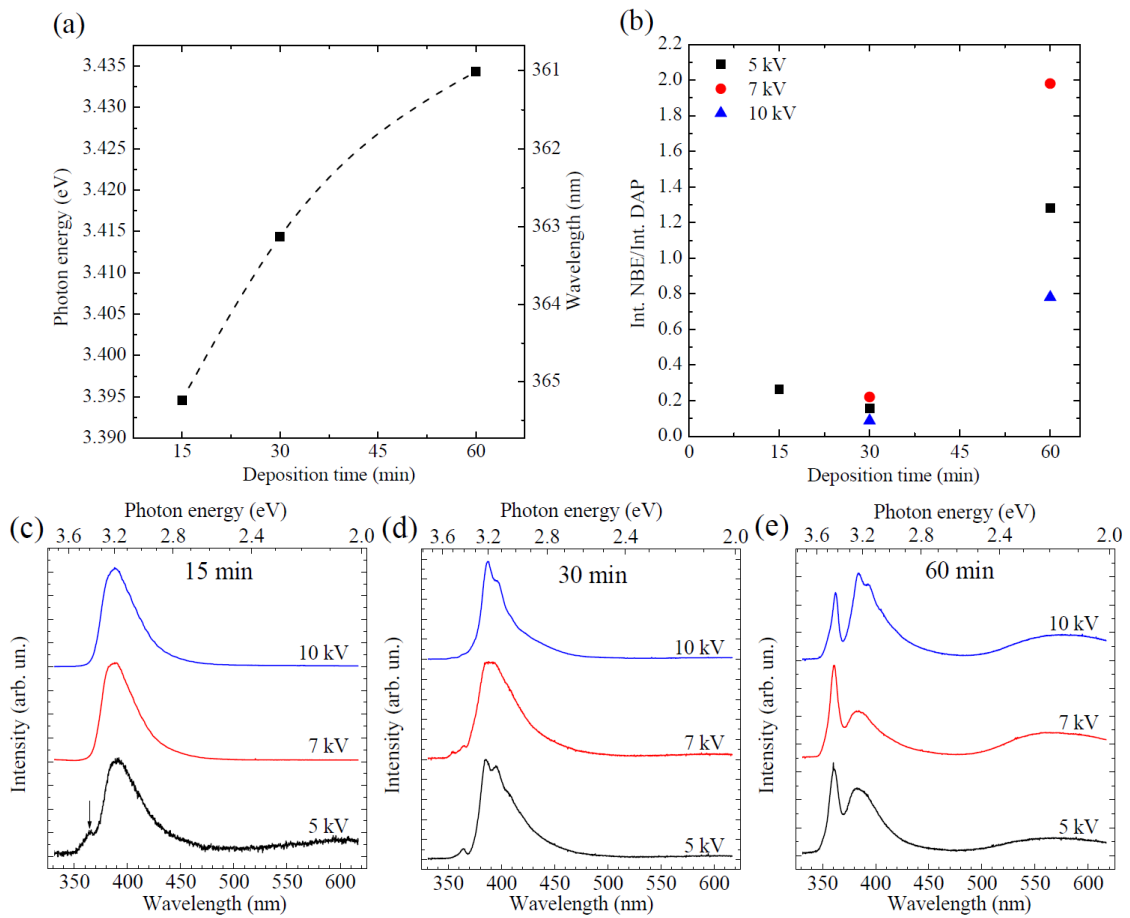 (a)
Photon energy (eV)
3.435
3.430
3.425
3.420
3.415
3.410
3.405
3.400
3.395
3.390
15 30 45 60
Deposition time (min)
361
362
363
364
365
Wavelength (nm)
(b)
Int. NBE/Int. DAP
2.2
2.0
1.8
1.6
1.4
1.2
1.0
0.8
0.6
0.4
0.2
0.0
5 kV
7 kV
10 kV
0 15 30 45 60
Deposition time (min)
(c)
Photon energy (eV)
3.6 3.2 2.8 2.4 2.0
15 min
10 kV
7 kV
5 kV
Intensity (arb. un.)
350 400 450 500 550 600
Wavelength (nm)
(d)
Photon energy (eV)
3.6 3.2 2.8 2.4 2.0
30 min
10 kV
7 kV
5 kV
Intensity (arb. un.)
350 400 450 500 550 600
Wavelength (nm)
(e)
Photon energy (eV)
3.6 3.2 2.8 2.4 2.0
60 min
10 kV
7 kV
5 kV
Intensity (arb. un.)
350 400 450 500 550 600
Wavelength (nm)